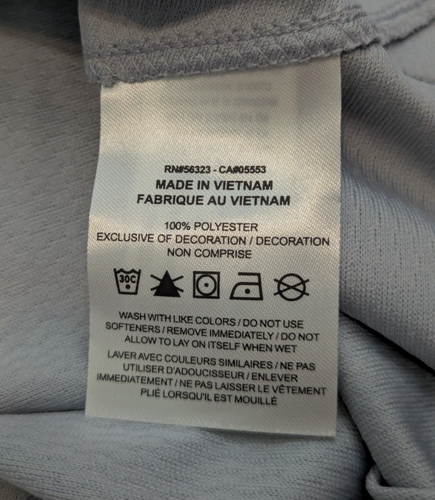 RN#56323 - CA#05553
MADE IN VIETNAM
FABRIQUE AU VIETNAM
100% POLYESTER
EXCLUSIVE OF DECORATION / DECORATION
NON COMPRISE
30C
WASH WITH LIKE COLORS / DO NOT USE
SOFTENERS / REMOVE IMMEDIATELY / DO NOT
ALLOW TO LAY ON ITSELF WHEN WET
LAVER AVEC COULEURS SIMILAIRES / NE PAS
UTILISER D'ADOUCISSEUR / ENLEVER
IMMEDIATEMENT / NE PAS LAISSER LE VÊTEMENT
PLIÉ LORSQU'IL EST MOUILLÉ